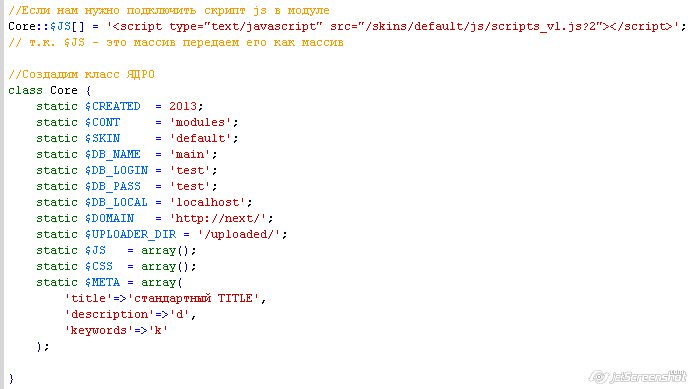 //Если нам нужно подключить скрипт js в модуле
Core::$JS[] = '<script type="text/javascript" src="/skins/default/js/scripts_v1.js?2"></script>';
// т.к. $JS - это массив передаем его как массив

//Создадим класс ЯДРО
class Core {
    static $CREATED  = 2013;
    static $CONT     = 'modules';
    static $SKIN     = 'default';
    static $DB_NAME  = 'main';
    static $DB_LOGIN = 'test';
    static $DB_PASS  = 'test';
    static $DB_LOCAL = 'localhost';
    static $DOMAIN   = 'http://next/';
    static $UPLOADER_DIR = '/uploaded/';
    static $JS   = array();
    static $CSS  = array();
    static $META = array(
        'title'=>'стандартный TITLE',
        'description'=>'d',
        'keywords'=>'k'
    );
}
jetScreenshot